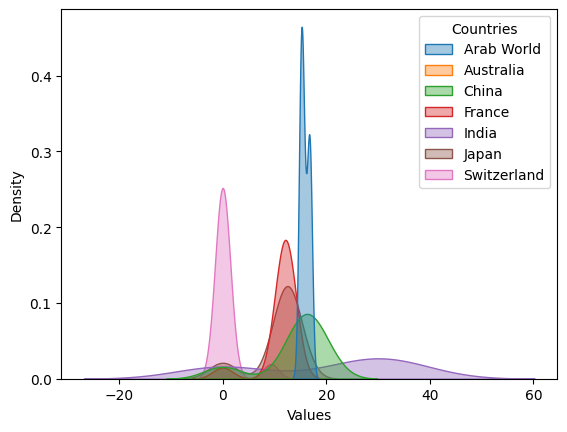 Countries
Arab World
Australia
China
France
India
Japan
Switzerland
Density
0.4
0.3
0.2
0.1
0.0
−20
0
20
40
60
Values